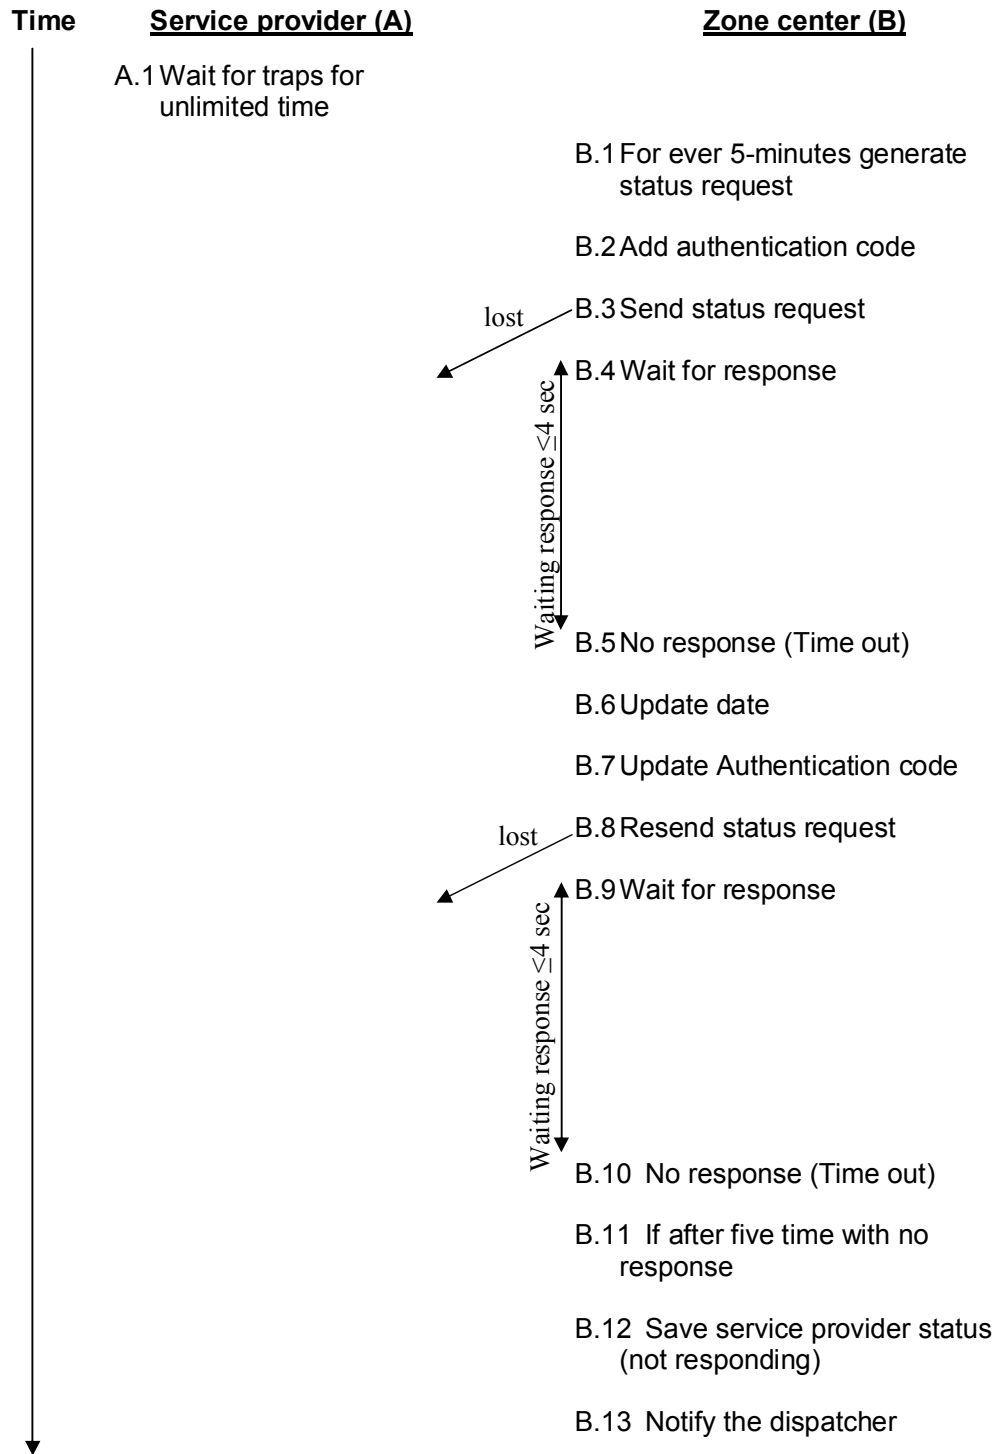 Time
Service provider (A)
Zone center (B)
A.1 Wait for traps for
unlimited time
B.1 For ever 5-minutes generate
status request
B.2 Add authentication code
lost
B.3 Send status request
B.4 Wait for response
Waiting response ≤4 sec
B.5 No response (Time out)
B.6 Update date
B.7 Update Authentication code
lost
B.8 Resend status request
B.9 Wait for response
Waiting response ≤4 sec
B.10 No response (Time out)
B.11 If after five time with no
response
B.12 Save service provider status
(not responding)
B.13 Notify the dispatcher